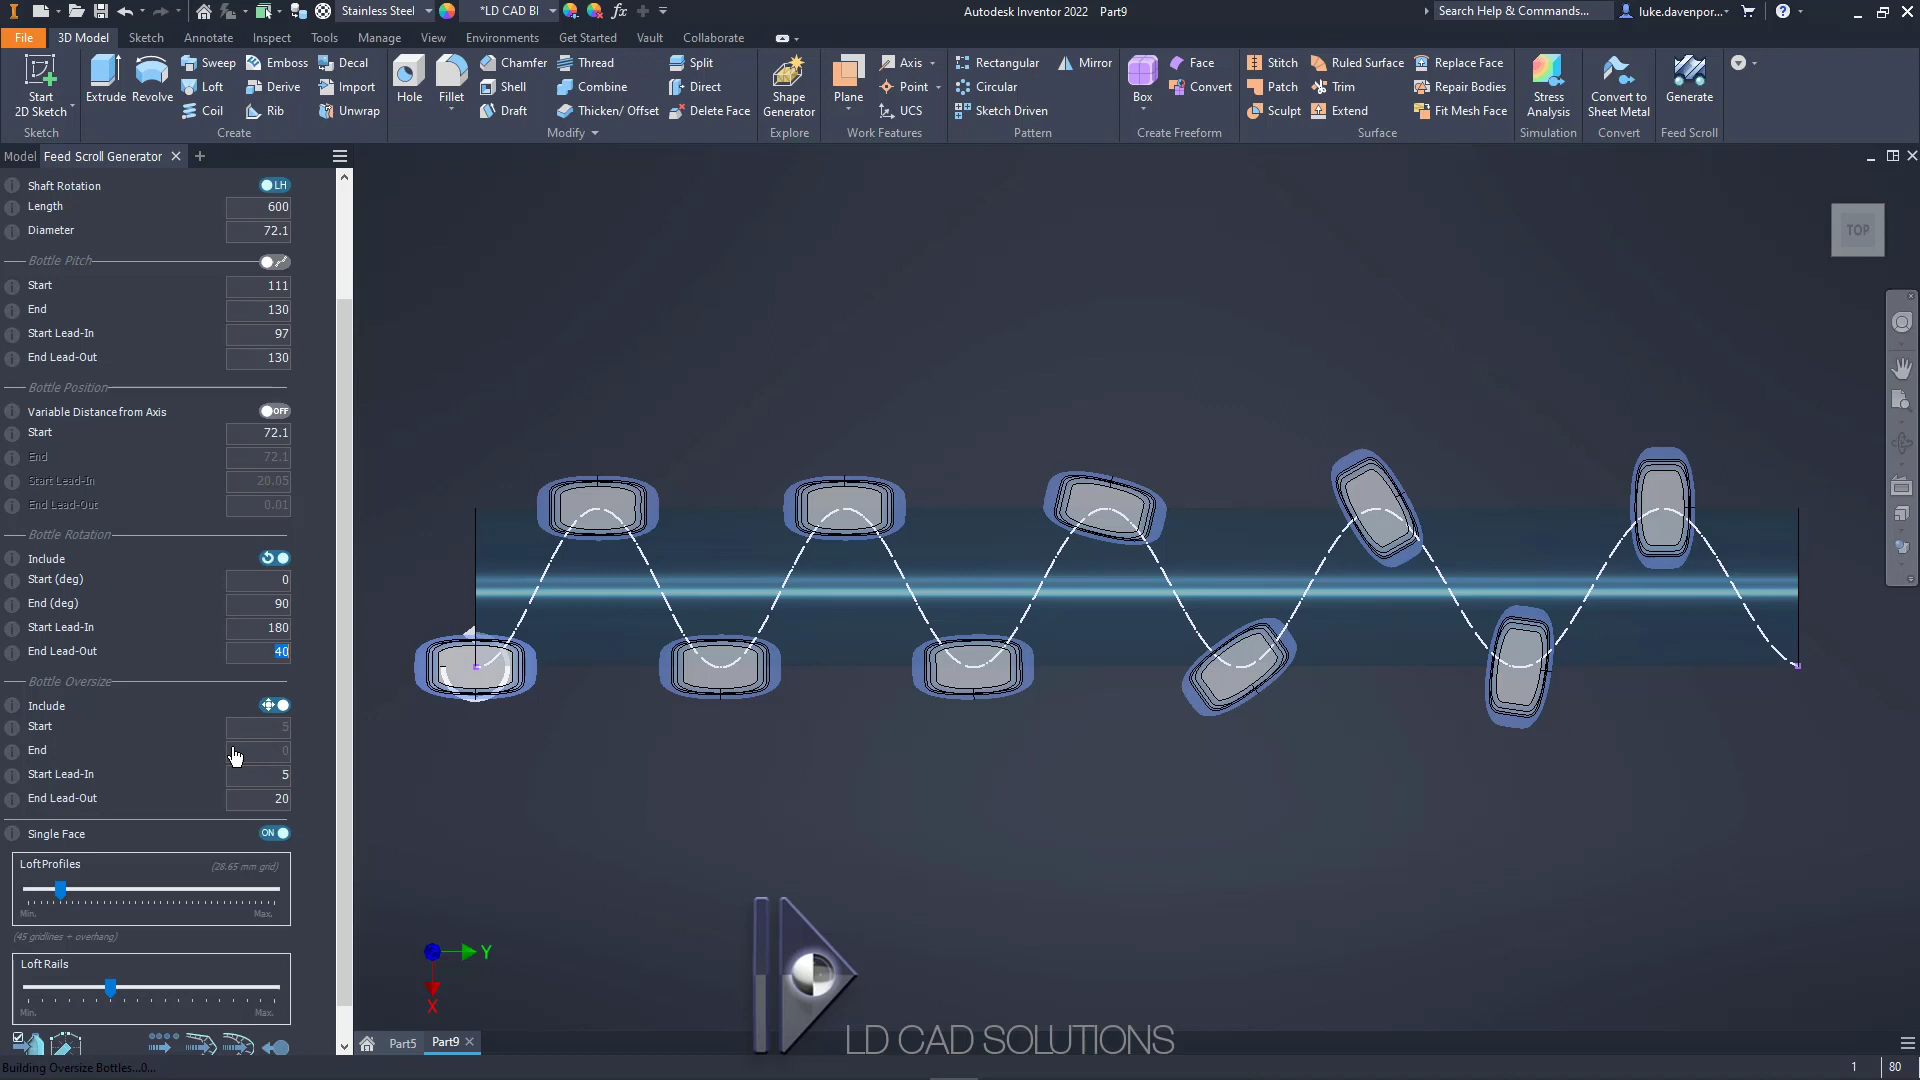 Stainless Steel
*LD CAD Bl
Autodesk Inventor 2022 Part9
Search Help & Commands...
luke.davenpor...
File
3D Model
Sketch
Annotate
Inspect
Tools
Manage
View
Environments
Get Started
Vault
Collaborate
Start
2D Sketch
Extrude
Revolve
Sweep
Loft
Coil
Emboss
Derive
Rib
Decal
Import
Unwrap
Hole
Fillet
Chamfer
Shell
Draft
Thread
Combine
Thicken/ Offset
Split
Direct
Delete Face
Shape
Generator
Plane
Axis
Point
UCS
Rectangular
Circular
Sketch Driven
Mirror
Box
Face
Convert
Stitch
Patch
Sculpt
Ruled Surface
Trim
Extend
Replace Face
Repair Bodies
Fit Mesh Face
Stress
Analysis
Convert to
Sheet Metal
Generate
Sketch
Create
Modify
Explore
Work Features
Pattern
Create Freeform
Surface
Simulation
Convert
Feed Scroll
Model
Feed Scroll Generator
Shaft Rotation LH
Length 600
Diameter 72.1
Bottle Pitch
Start 111
End 130
Start Lead-In 97
End Lead-Out 130
Bottle Position
Variable Distance from Axis OFF
Start 72.1
End 72.1
Start Lead-In 20.05
End Lead-Out 0.01
Bottle Rotation
Include
Start (deg) 0
End (deg) 90
Start Lead-In 180
End Lead-Out 40
Bottle Oversize
Include
Start 5
End 0
Start Lead-In 5
End Lead-Out 20
Single Face ON
Loft Profiles (28.65 mm grid)
Min. Max.
(45 gridlines + overhang)
Loft Rails
Min. Max.
TOP
Y
X
LD CAD SOLUTIONS
Part5
Part9
Building Oversize Bottles...0...
1 80